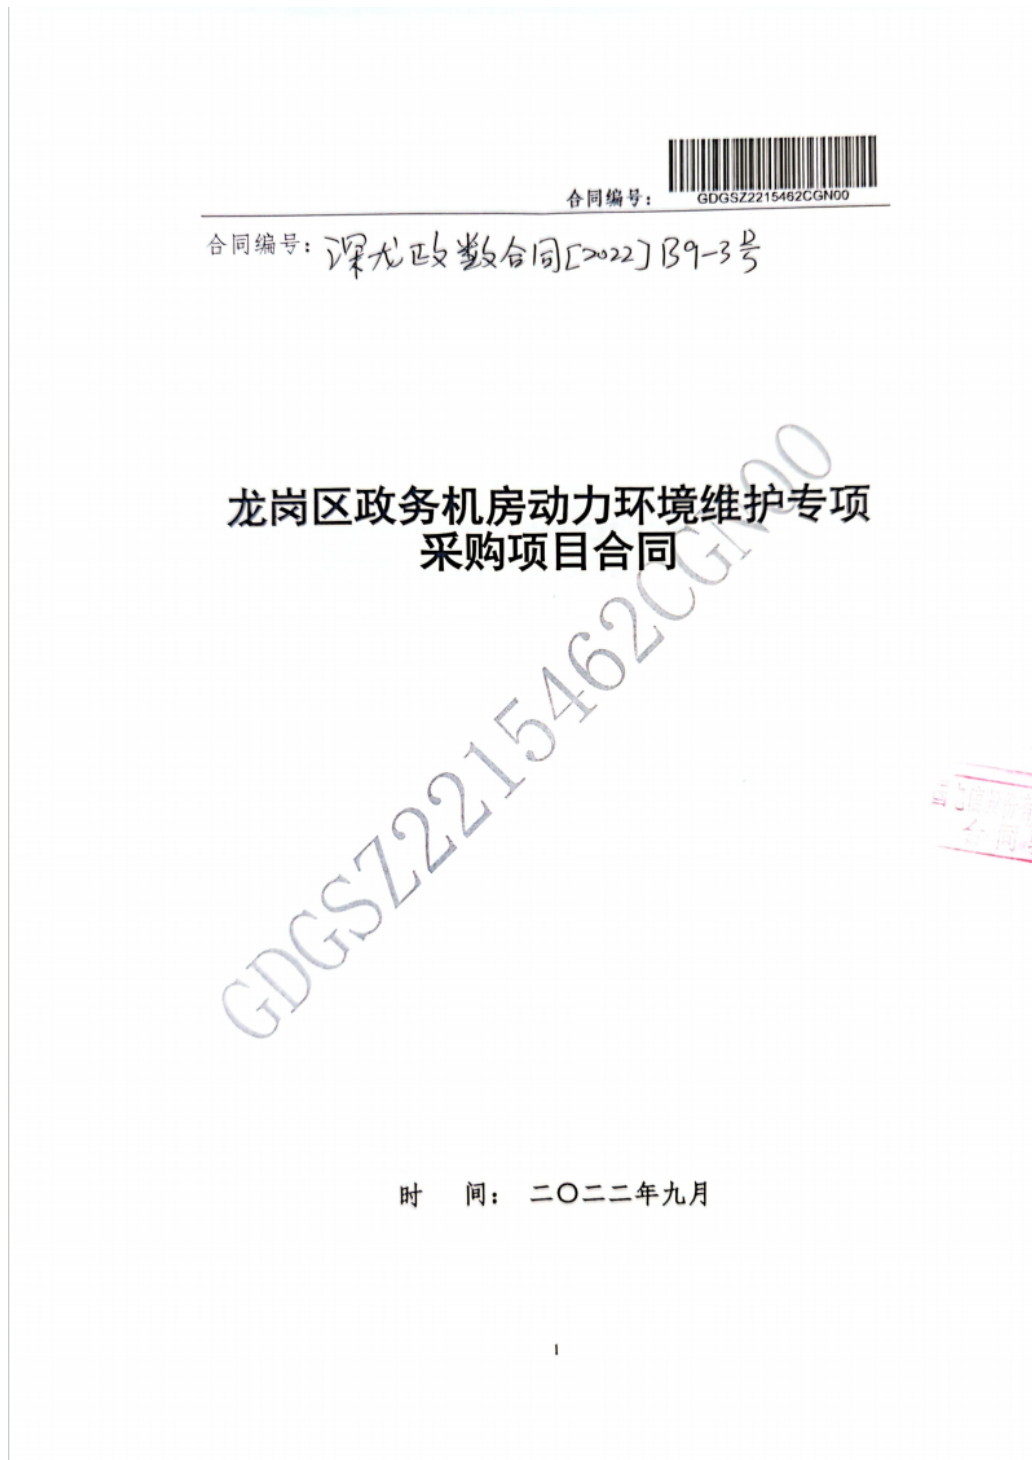 合同编号：
GDGSZ2215462CGN00
合同编号：深龙政数合同[2022]B9-3号
龙岗区政务机房动力环境维护专项
采购项目合同
GDGSZ2215462CGN00
时 间：二〇二二年九月
1